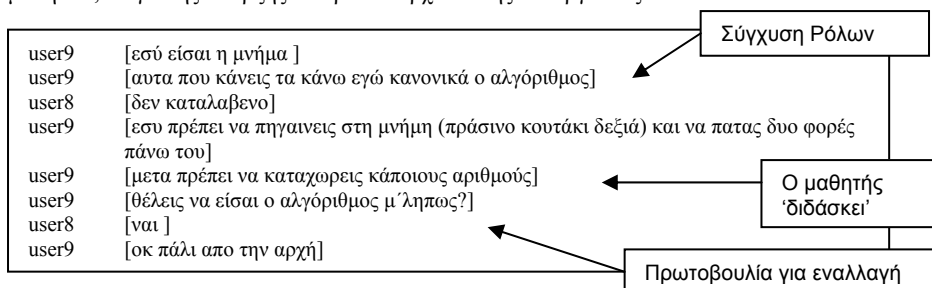 Σύγχυση Ρόλων
user9 [εσύ είσαι η μνήμα ]
user9 [αυτα που κάνεις τα κάνω εγώ κανονικά ο αλγόριθμος]
user8 [δεν καταλαβενο]
user9 [εσυ πρέπει να πηγαινεις στη μνήμη (πράσινο κουτάκι δεξιά) και να πατας δυο φορές
πάνω του]
user9 [μετα πρέπει να καταχωρεις κάποιους αριθμούς]
user9 [θέλεις να είσαι ο αλγόριθμος μ΄ληπως?]
user8 [ναι ]
user9 [οκ πάλι απο την αρχή]
Ο μαθητής
‘διδάσκει’
Πρωτοβουλία για εναλλαγή